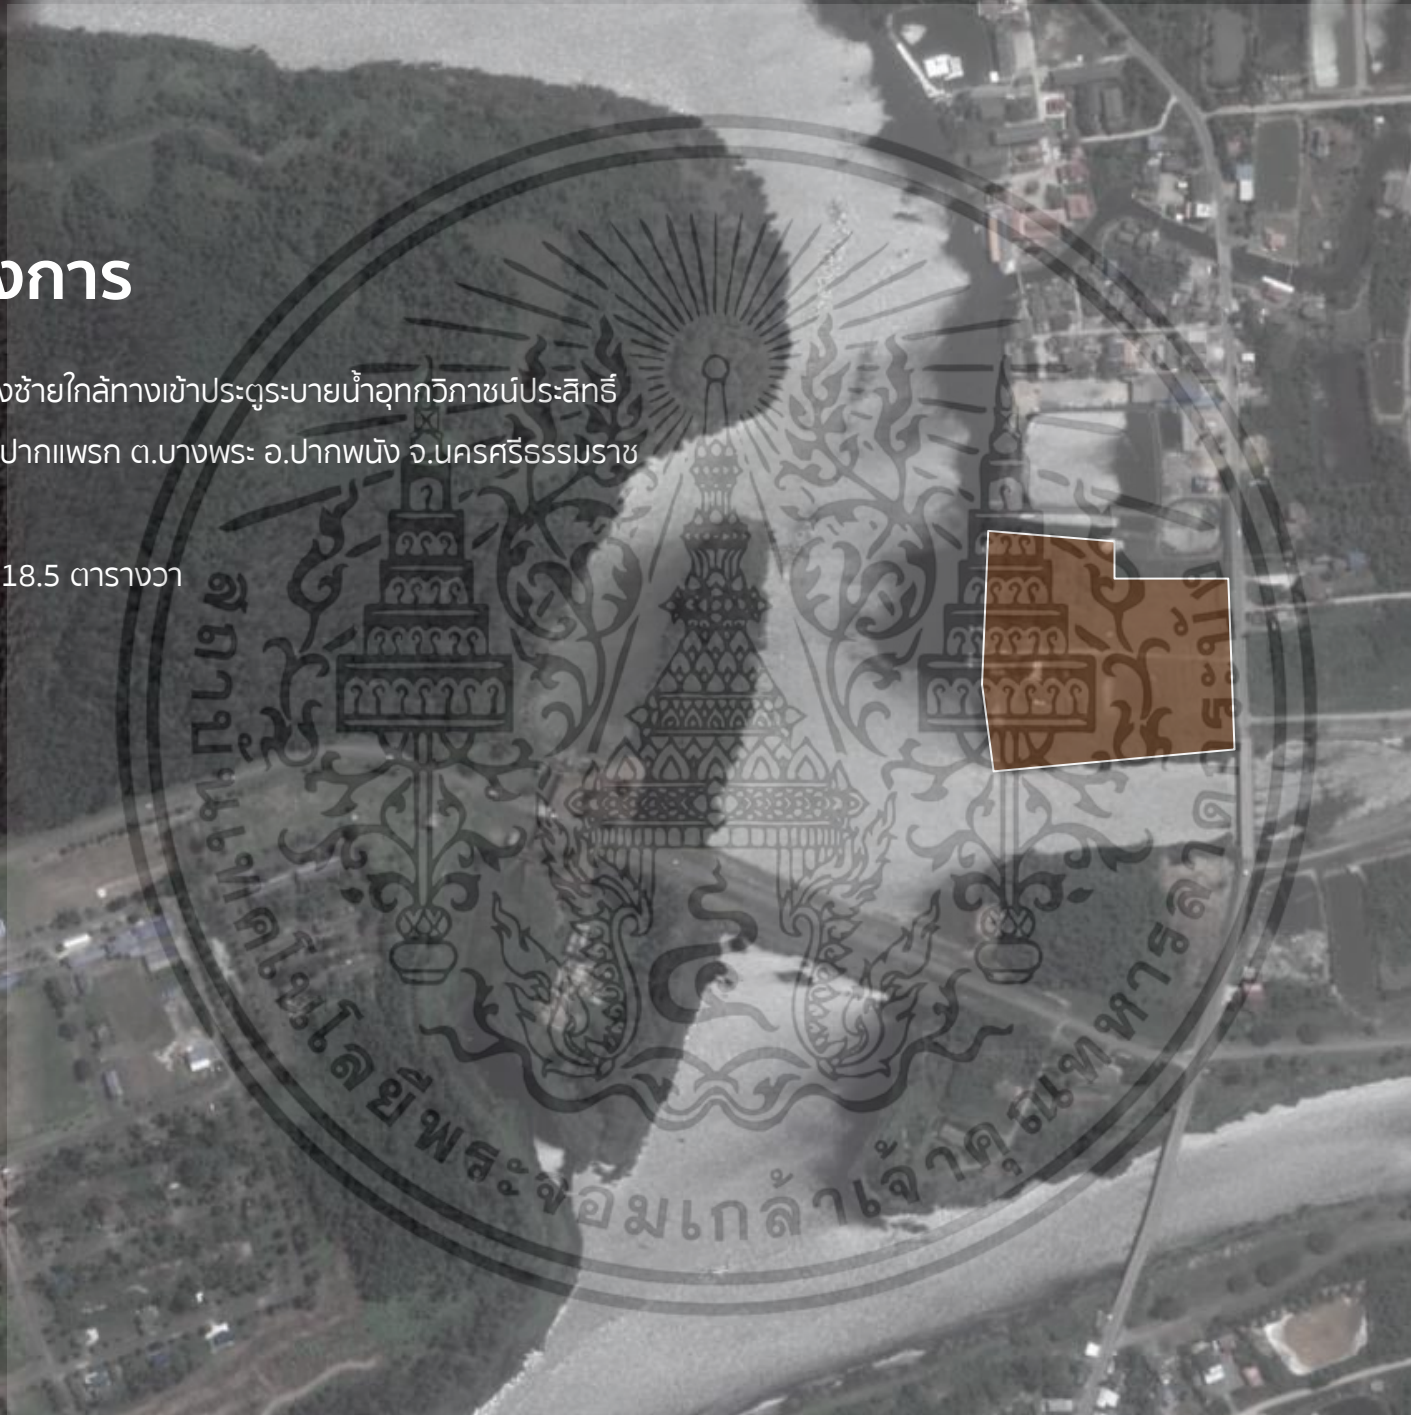 งการ
งซ้ายใกล้ทางเข้าประตูระบายน้ำอุทกวิภาชน์ประสิทธิ์
ปากแพรก ต.บางพระ อ.ปากพนัง จ.นครศรีธรรมราช
18.5 ตารางวา
สถาบันเทคโนโลยีพระจอมเกล้าเจ้าคุณทหารลาดกระบัง